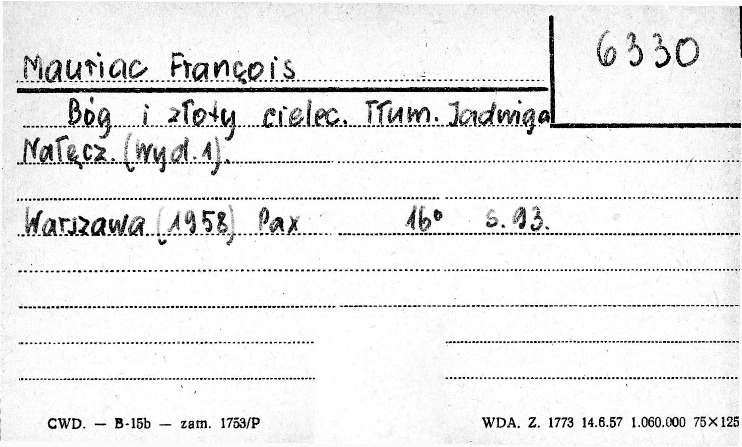 6330
Mauriac François
Bóg i złoty cielec. Tłum. Jadwiga
Nałęcz. (Wyd. 1).
Warszawa (1958) Pax 16° s. 93.
CWD. — B-15b — zam. 1753/P WDA. Z. 1773 14.6.57 1.060.000 75×125